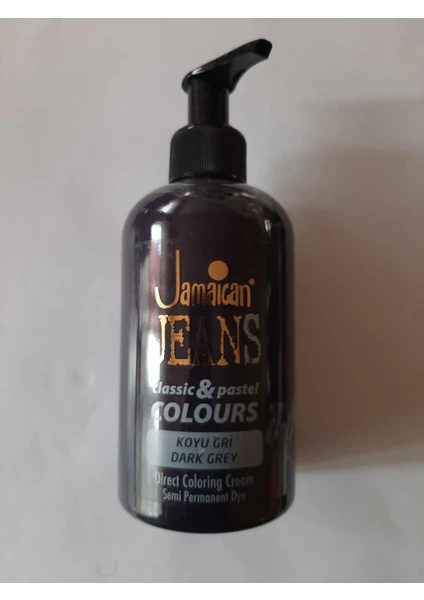 Jamaican
JEANS
classic & pastel
COLOURS
KOYU GRİ
DARK GREY
Direct Coloring Cream
Semi Permanent Dye